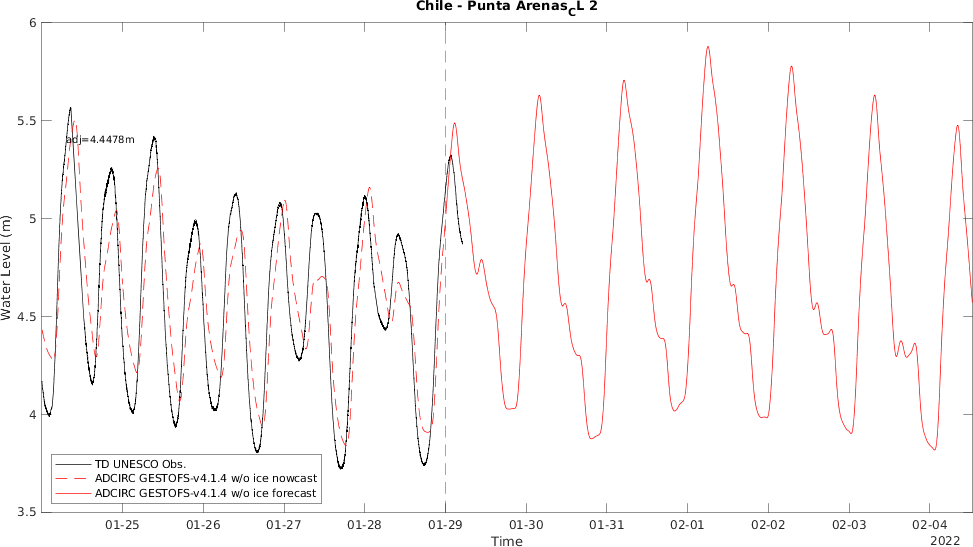 Chile - Punta ArenasCL 2
6
5.5
5
4.5
4
3.5
Water Level (m)
adj=4.4478m
TD UNESCO Obs.
ADCIRC GESTOFS-v4.1.4 w/o ice nowcast
ADCIRC GESTOFS-v4.1.4 w/o ice forecast
01-25 01-26 01-27 01-28 01-29 01-30 01-31 02-01 02-02 02-03 02-04
Time
2022